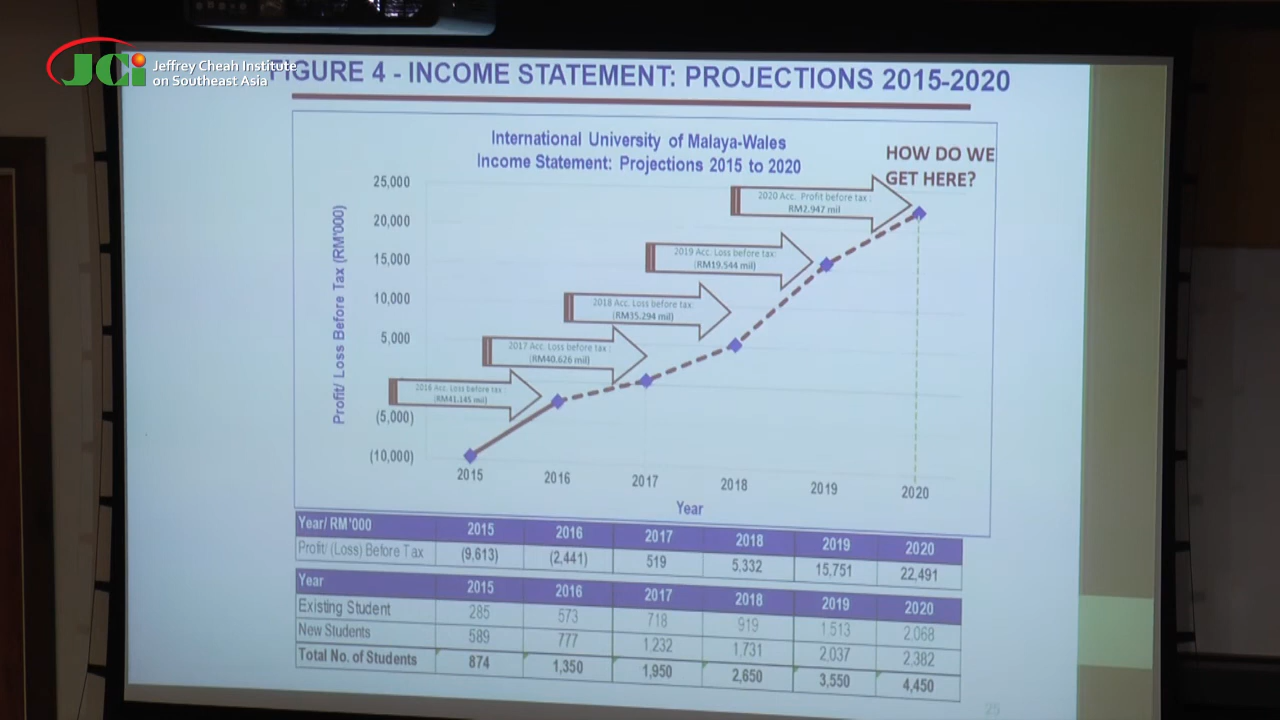 JCi Jeffrey Cheah Institute
on Southeast Asia
FIGURE 4 - INCOME STATEMENT: PROJECTIONS 2015-2020
International University of Malaya-Wales
Income Statement: Projections 2015 to 2020
HOW DO WE
GET HERE?
Profit/ Loss Before Tax (RM'000)
25,000
20,000
15,000
10,000
5,000
(5,000)
(10,000)
2020 Acc. Profit before tax :
RM2.947 mil
2019 Acc. Loss before tax:
(RM19.544 mil)
2018 Acc. Loss before tax:
(RM35.294 mil)
2017 Acc. Loss before tax :
(RM40.626 mil)
2016 Acc. Loss before tax
(RM41.145 mil)
2015 2016 2017 2018 2019 2020
Year
Year/ RM'000 2015 2016 2017 2018 2019 2020
Profit/ (Loss) Before Tax (9,613) (2,441) 519 5,332 15,751 22,491
Year 2015 2016 2017 2018 2019 2020
Existing Student 285 573 718 919 1,513 2,068
New Students 589 777 1,232 1,731 2,037 2,382
Total No. of Students 874 1,350 1,950 2,650 3,550 4,450
25